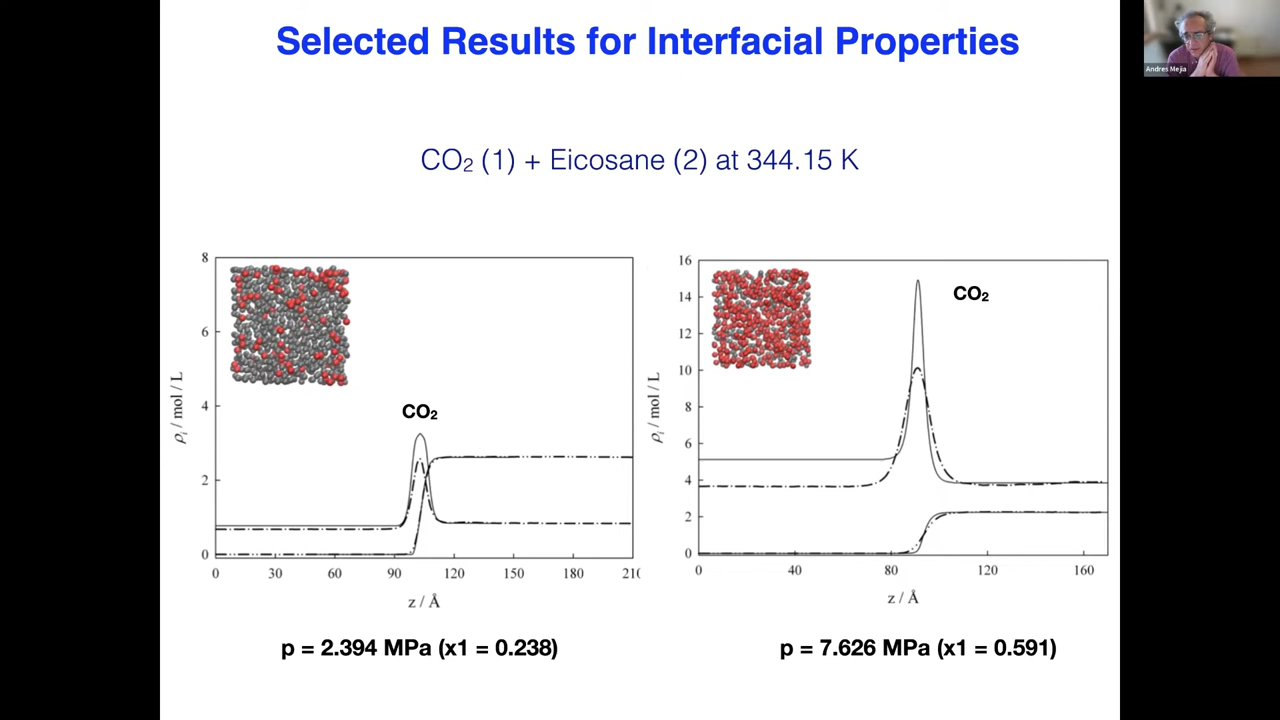 Selected Results for Interfacial Properties
Andres Mejia
CO₂ (1) + Eicosane (2) at 344.15 K
8
6
4
2
0
ρi / mol / L
CO₂
0 30 60 90 120 150 180 210
z / Å
p = 2.394 MPa (x1 = 0.238)
16
14
12
10
8
6
4
2
0
ρi / mol / L
CO₂
0 40 80 120 160
z / Å
p = 7.626 MPa (x1 = 0.591)